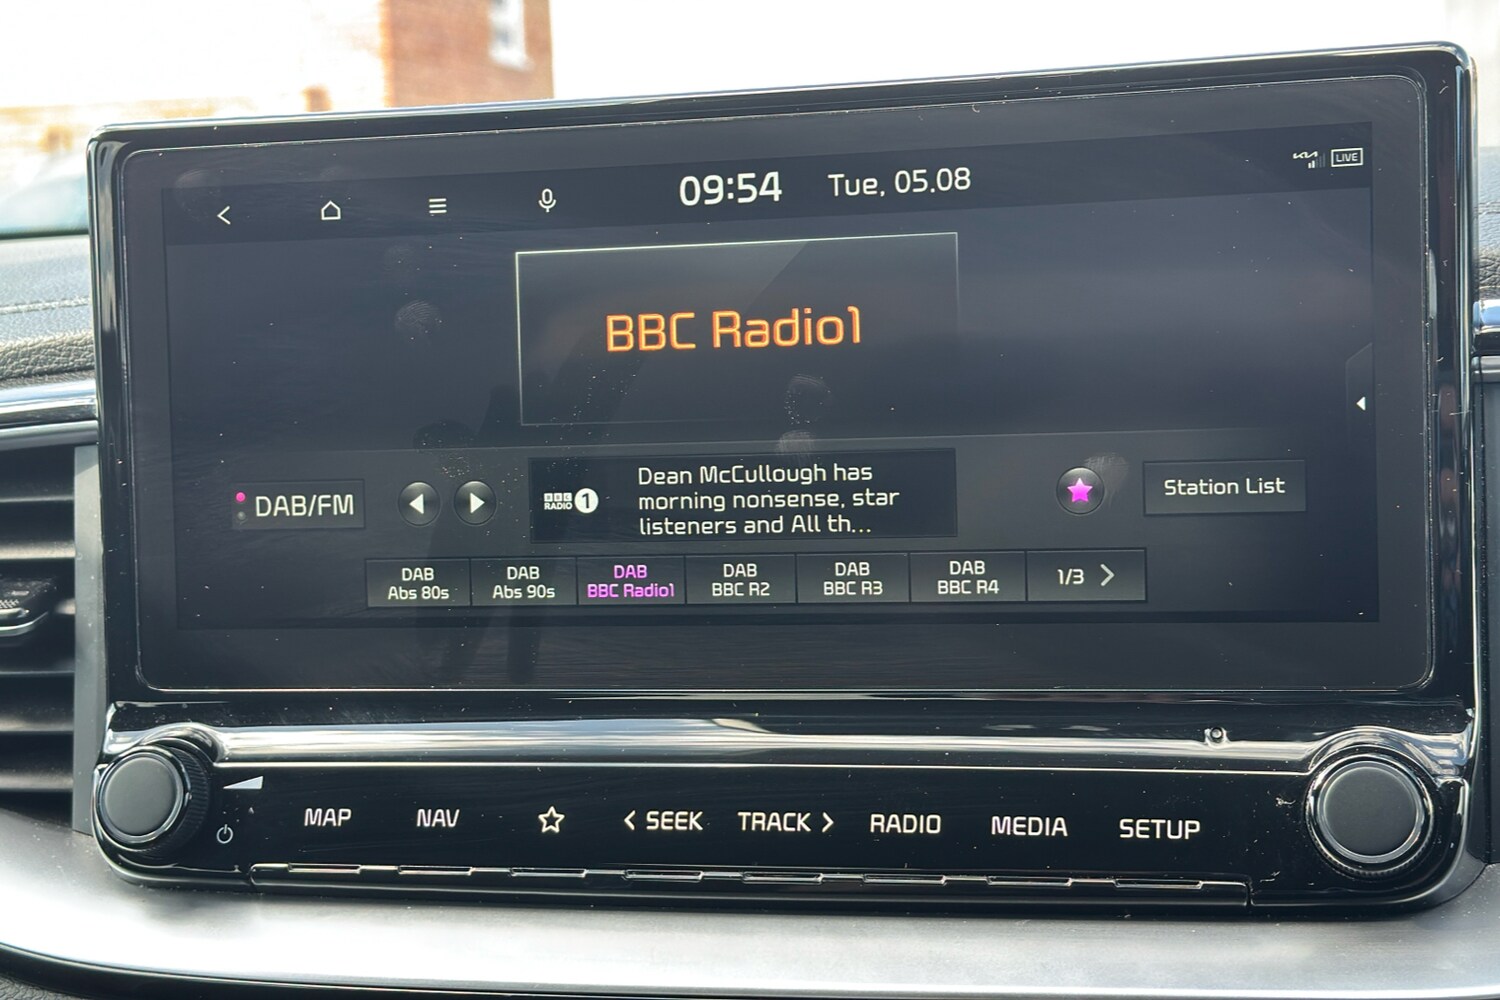 09:54 Tue, 05.08
KIA LIVE
BBC Radio1
DAB/FM
BBC RADIO 1
Dean McCullough has
morning nonsense, star
listeners and All th...
Station List
DAB
Abs 80s
DAB
Abs 90s
DAB
BBC Radio1
DAB
BBC R2
DAB
BBC R3
DAB
BBC R4
1/3 >
MAP NAV < SEEK TRACK > RADIO MEDIA SETUP